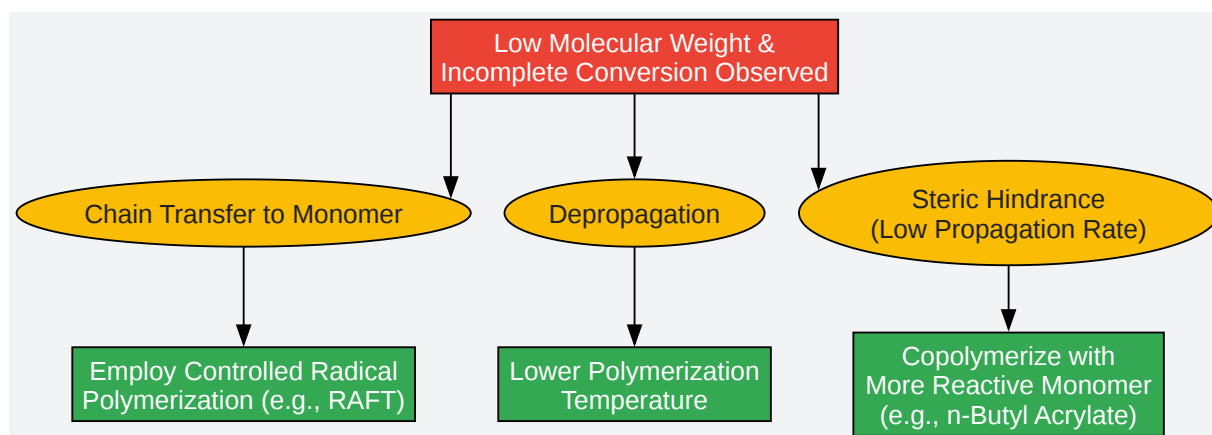 Low Molecular Weight &
Incomplete Conversion Observed
Chain Transfer to Monomer
Depropagation
Steric Hindrance
(Low Propagation Rate)
Employ Controlled Radical
Polymerization (e.g., RAFT)
Lower Polymerization
Temperature
Copolymerize with
More Reactive Monomer
(e.g., n-Butyl Acrylate)